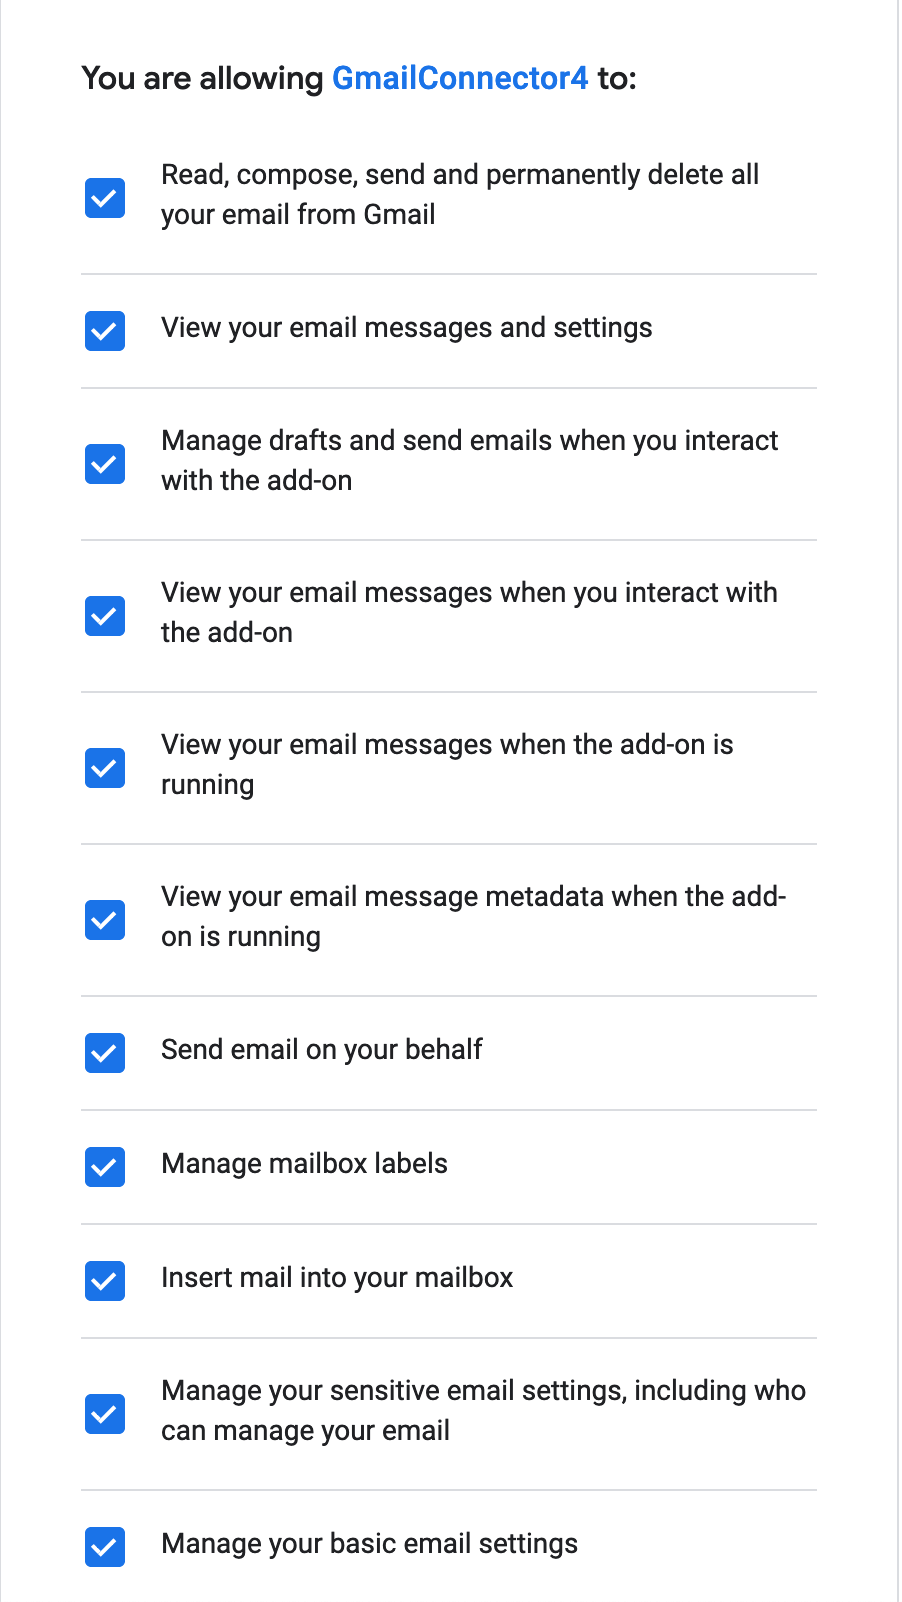 You are allowing GmailConnector4 to:
Read, compose, send and permanently delete all
your email from Gmail
View your email messages and settings
Manage drafts and send emails when you interact
with the add-on
View your email messages when you interact with
the add-on
View your email messages when the add-on is
running
View your email message metadata when the add-
on is running
Send email on your behalf
Manage mailbox labels
Insert mail into your mailbox
Manage your sensitive email settings, including who
can manage your email
Manage your basic email settings